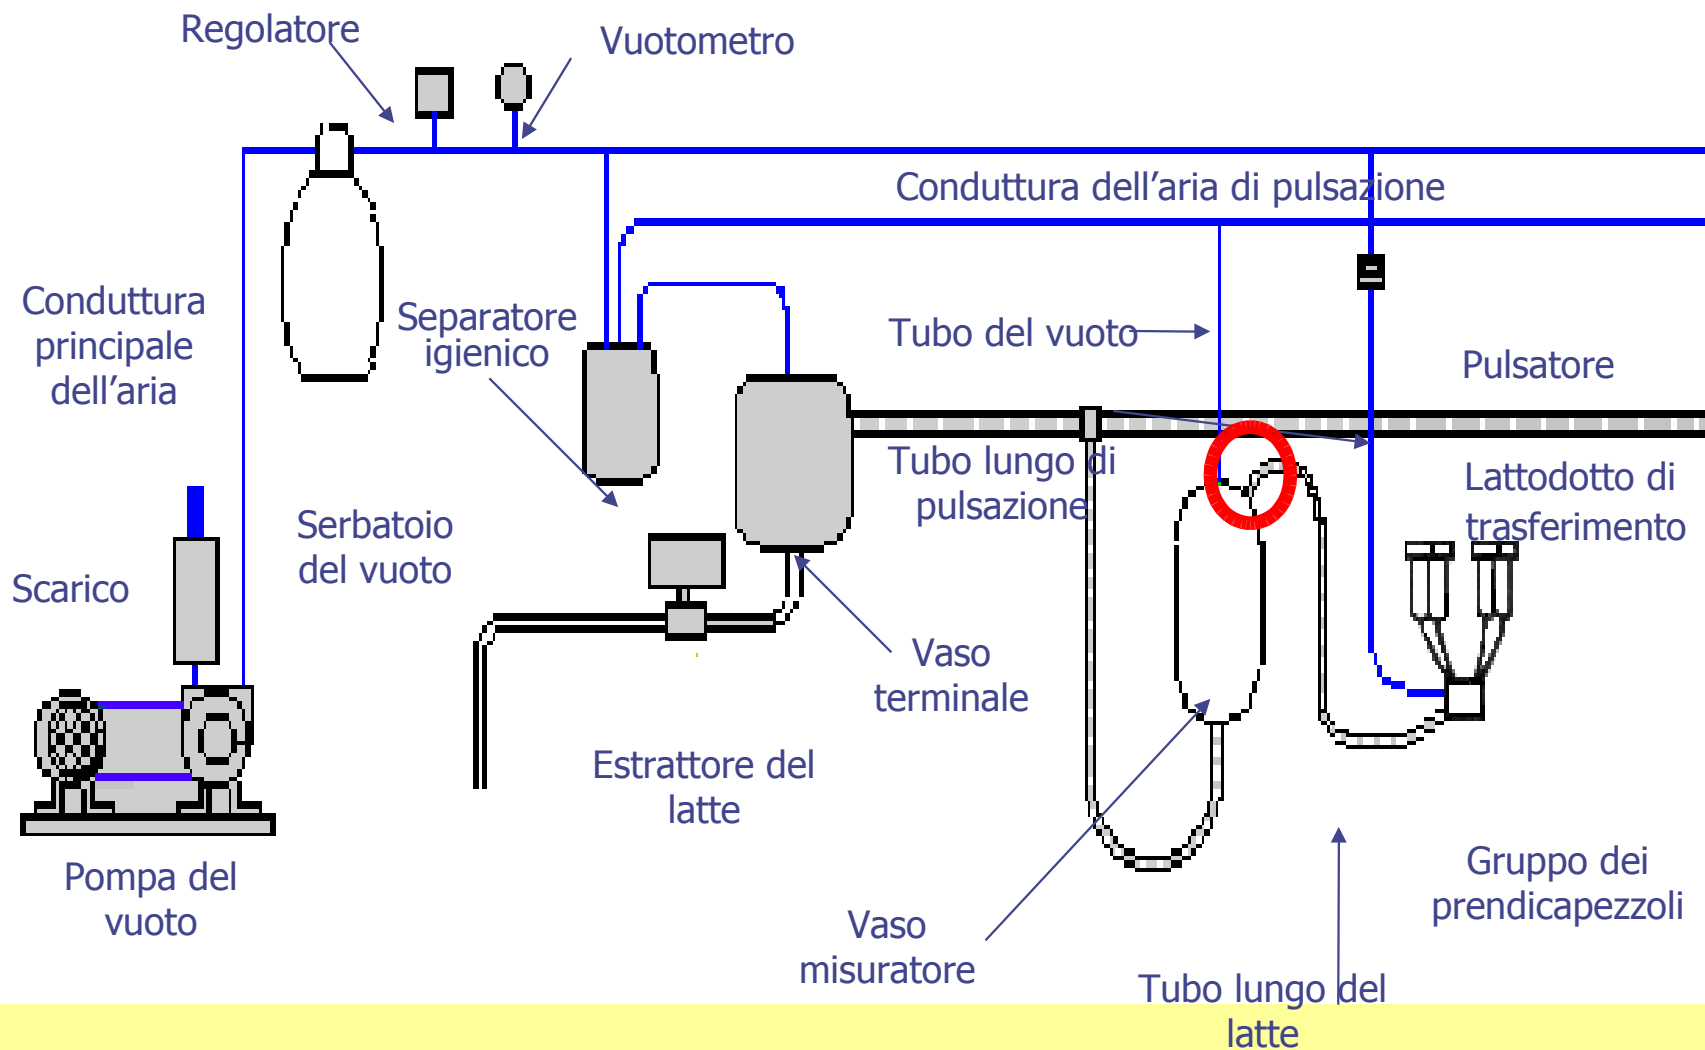 Regolatore
Vuotometro
Conduttura dell’aria di pulsazione
Conduttura
principale
dell’aria
Separatore
igienico
Tubo del vuoto
Pulsatore
Tubo lungo di
pulsazione
Lattodotto di
trasferimento
Serbatoio
del vuoto
Scarico
Vaso
terminale
Estrattore del
latte
Pompa del
vuoto
Gruppo dei
prendicapezzoli
Vaso
misuratore
Tubo lungo del
latte